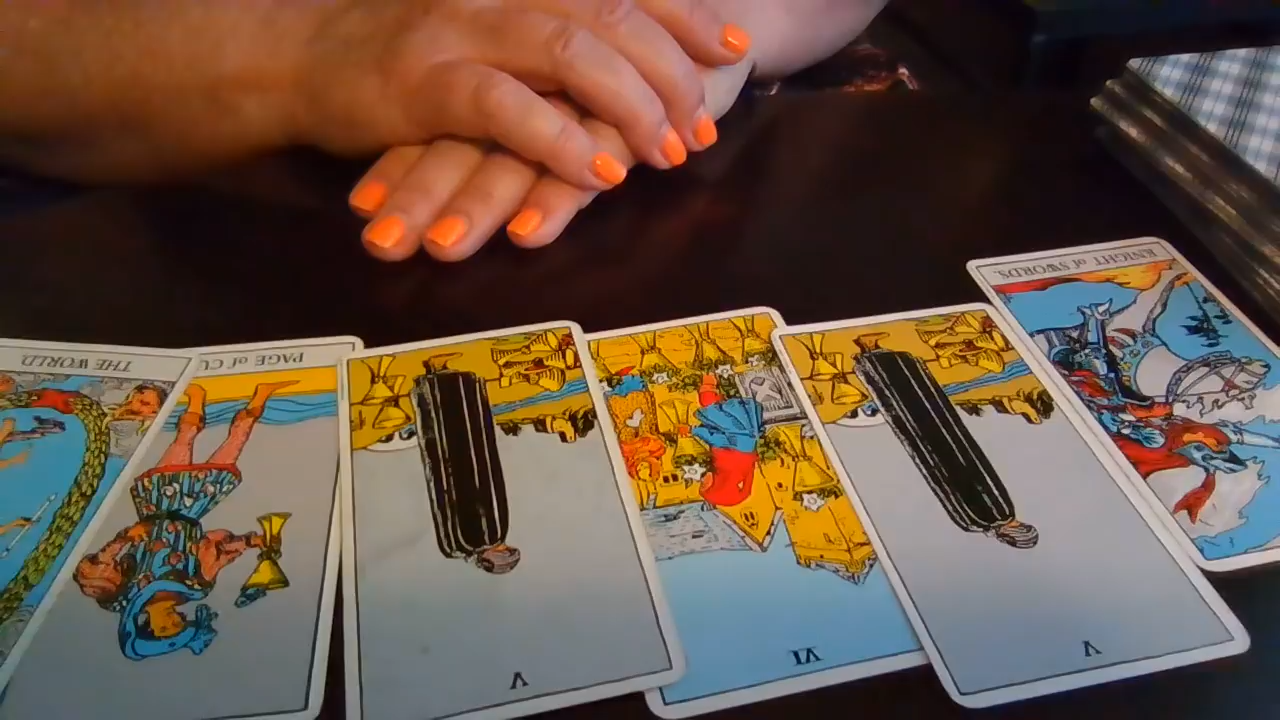 THE WORLD.
PAGE of CU
V
VI
V
KNIGHT of SWORDS.